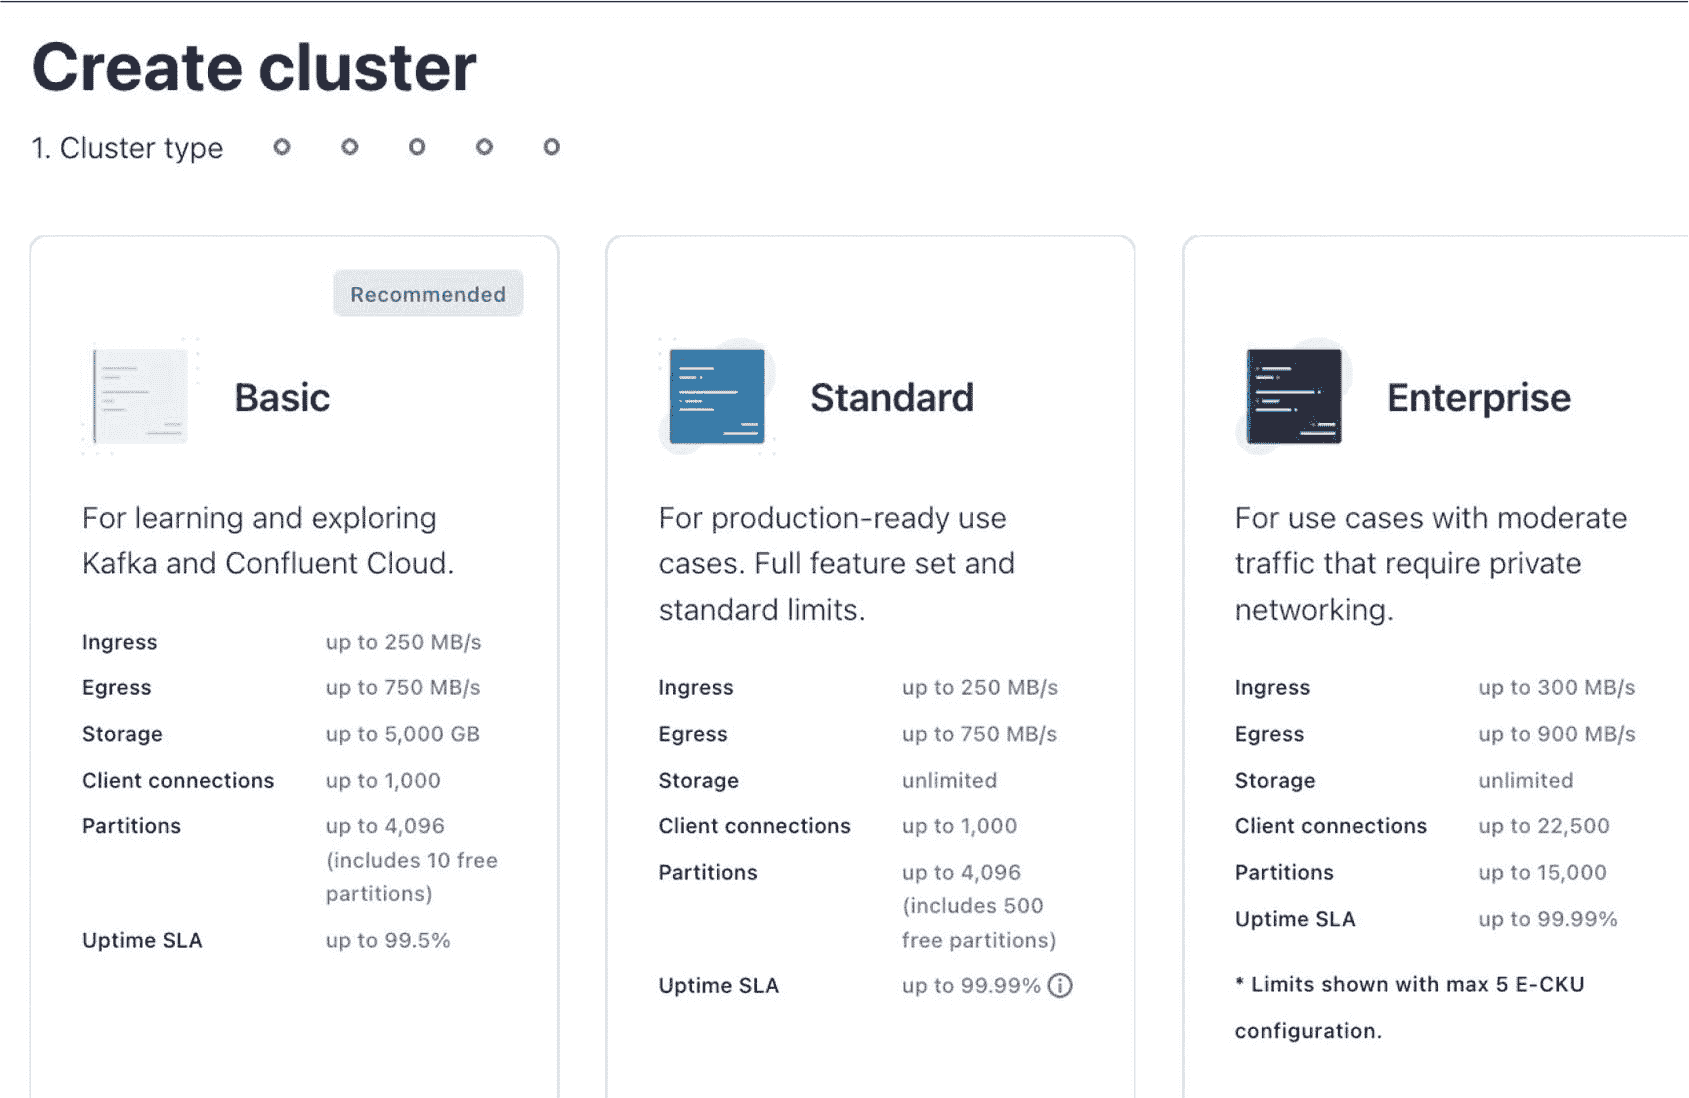 Create cluster
1. Cluster type
Recommended
Basic
For learning and exploring
Kafka and Confluent Cloud.
Ingress up to 250 MB/s
Egress up to 750 MB/s
Storage up to 5,000 GB
Client connections up to 1,000
Partitions up to 4,096
(includes 10 free
partitions)
Uptime SLA up to 99.5%
Standard
For production-ready use
cases. Full feature set and
standard limits.
Ingress up to 250 MB/s
Egress up to 750 MB/s
Storage unlimited
Client connections up to 1,000
Partitions up to 4,096
(includes 500
free partitions)
Uptime SLA up to 99.99%
Enterprise
For use cases with moderate
traffic that require private
networking.
Ingress up to 300 MB/s
Egress up to 900 MB/s
Storage unlimited
Client connections up to 22,500
Partitions up to 15,000
Uptime SLA up to 99.99%
* Limits shown with max 5 E-CKU
configuration.